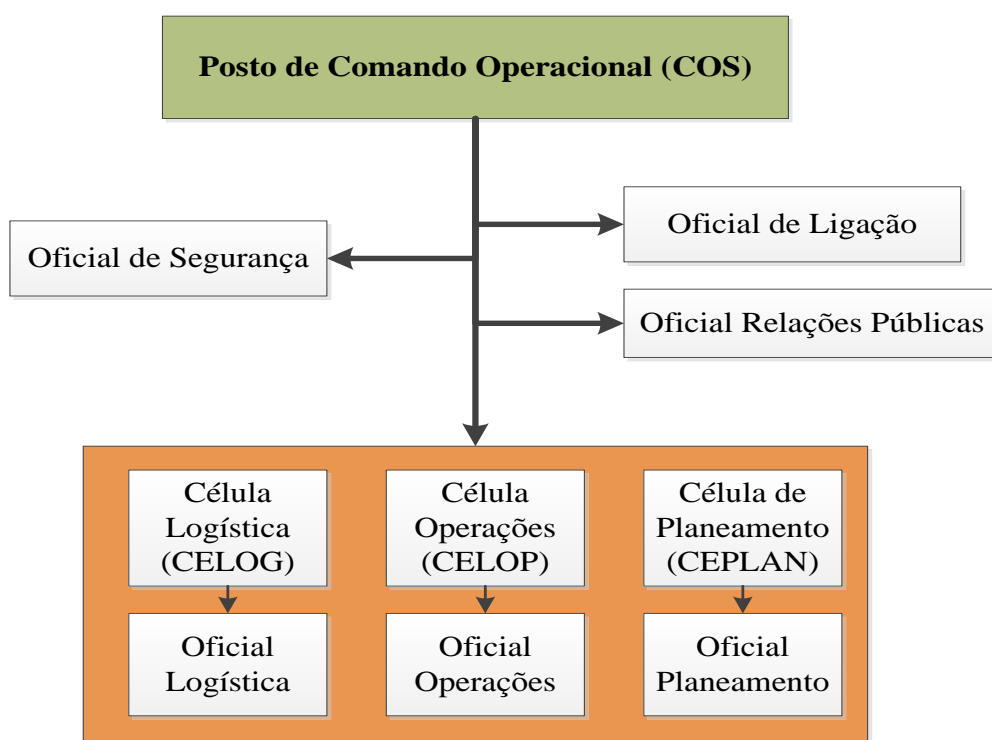 Posto de Comando Operacional (COS)
Oficial de Ligação
Oficial de Segurança
Oficial Relações Públicas
Célula
Logística
(CELOG)
Célula
Operações
(CELOP)
Célula de
Planeamento
(CEPLAN)
Oficial
Logística
Oficial
Operações
Oficial
Planeamento